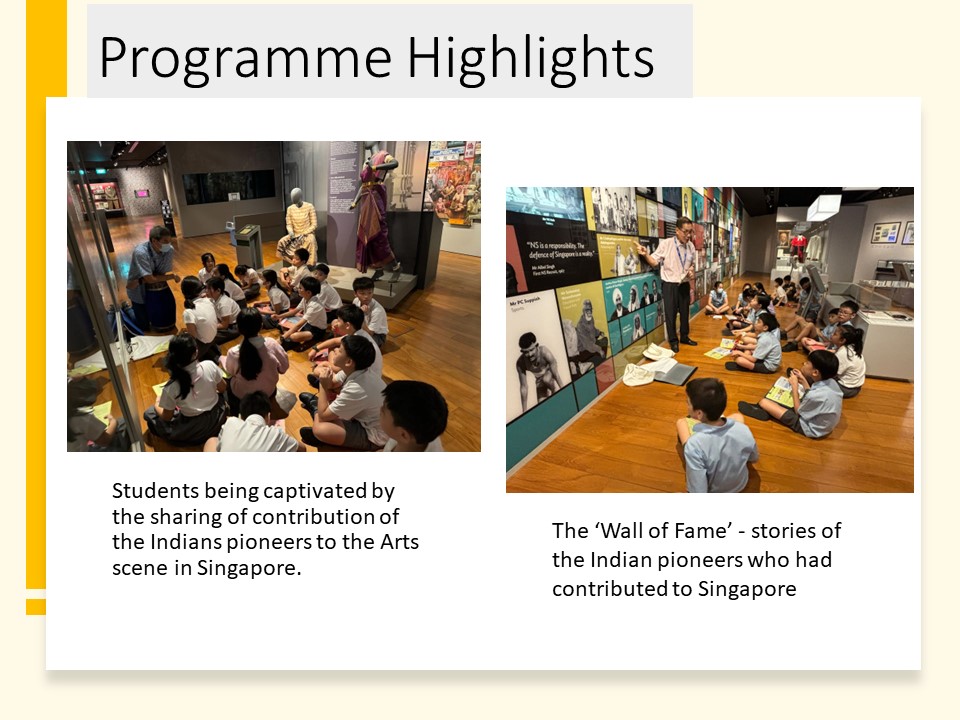 Programme Highlights
Students being captivated by
the sharing of contribution of
the Indians pioneers to the Arts
scene in Singapore.
"NS is a responsibility. The
defence of Singapore is a reality."
Mr PC Suppiah
The ‘Wall of Fame’ - stories of
the Indian pioneers who had
contributed to Singapore